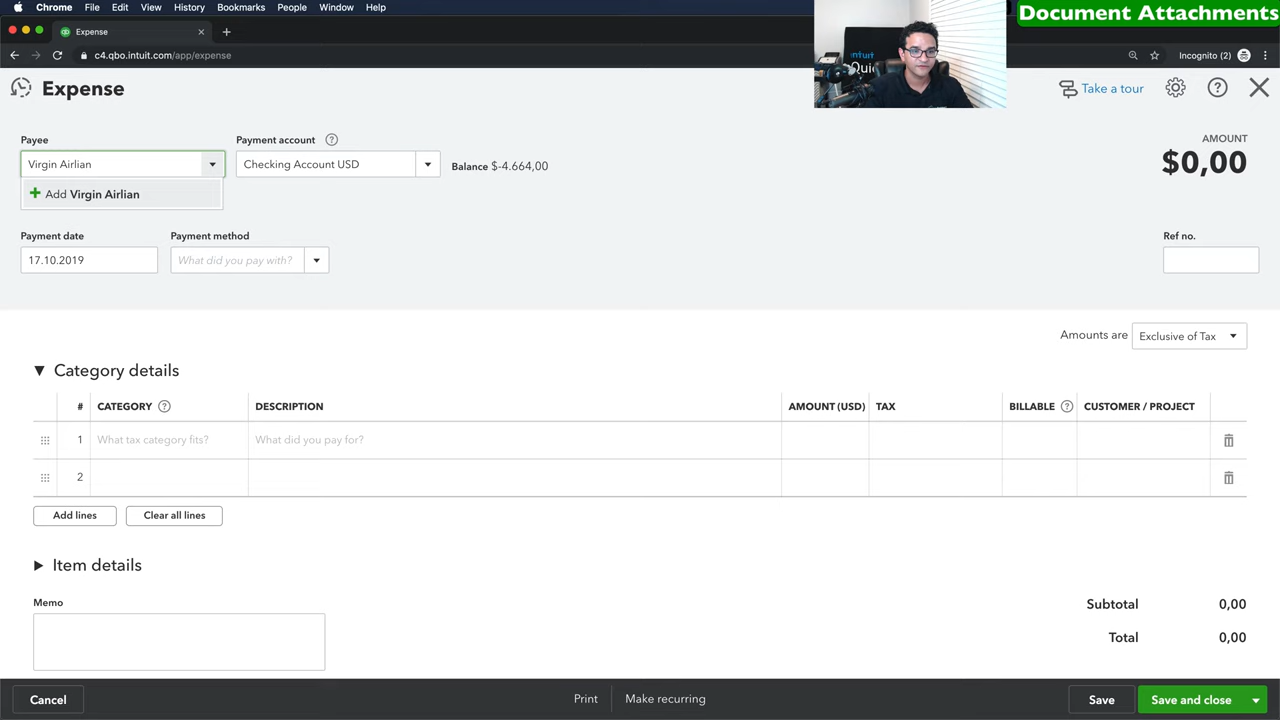 Chrome File Edit View History Bookmarks People Window Help
Document Attachments
Expense
c4.qbo.intuit.com/app/expense
Incognito (2)
intuit
Qui
Expense
Take a tour
Payee
Payment account
AMOUNT
Virgin Airlian
Checking Account USD
Balance $-4.664,00
$0,00
Add Virgin Airlian
Payment date
Payment method
Ref no.
17.10.2019
What did you pay with?
Amounts are
Exclusive of Tax
Category details
# CATEGORY DESCRIPTION AMOUNT (USD) TAX BILLABLE CUSTOMER / PROJECT
1 What tax category fits? What did you pay for?
2
Add lines
Clear all lines
Item details
Memo
Subtotal 0,00
Total 0,00
Cancel
Print
Make recurring
Save
Save and close